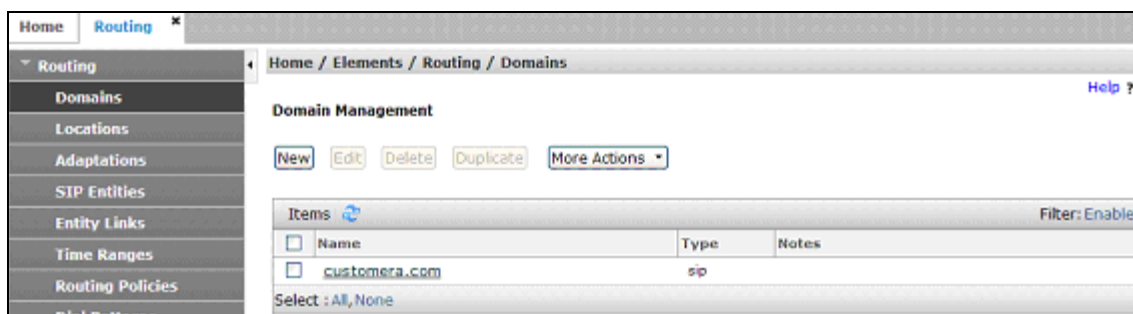 Home Routing ×
Routing
Domains
Locations
Adaptations
SIP Entities
Entity Links
Time Ranges
Routing Policies
Home / Elements / Routing / Domains
Help ?
Domain Management
New Edit Delete Duplicate More Actions
Items Filter: Enable
Name Type Notes
customera.com sip
Select : All, None